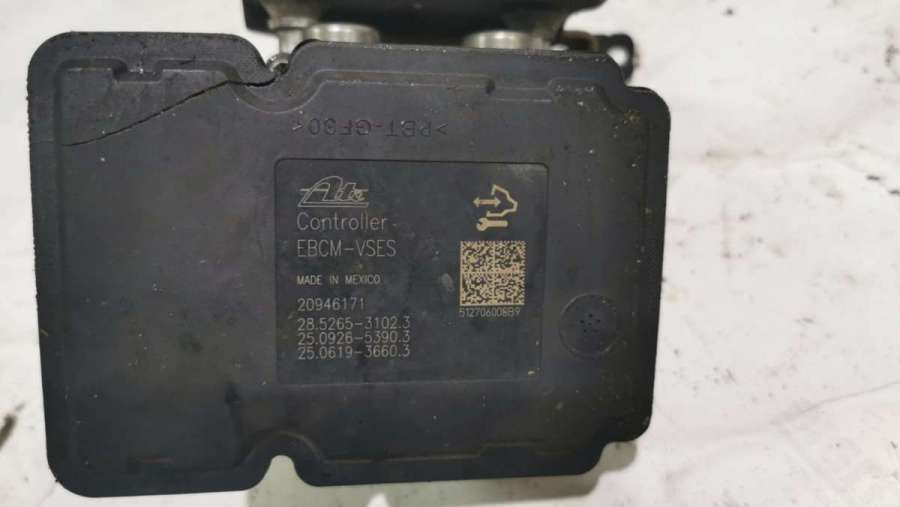 >PBT-GF30<
Ate
Controller
EBCM-VSES
MADE IN MEXICO
20946171
28.5265-3102.3
25.0926-5390.3
25.0619-3660.3
512706008B9